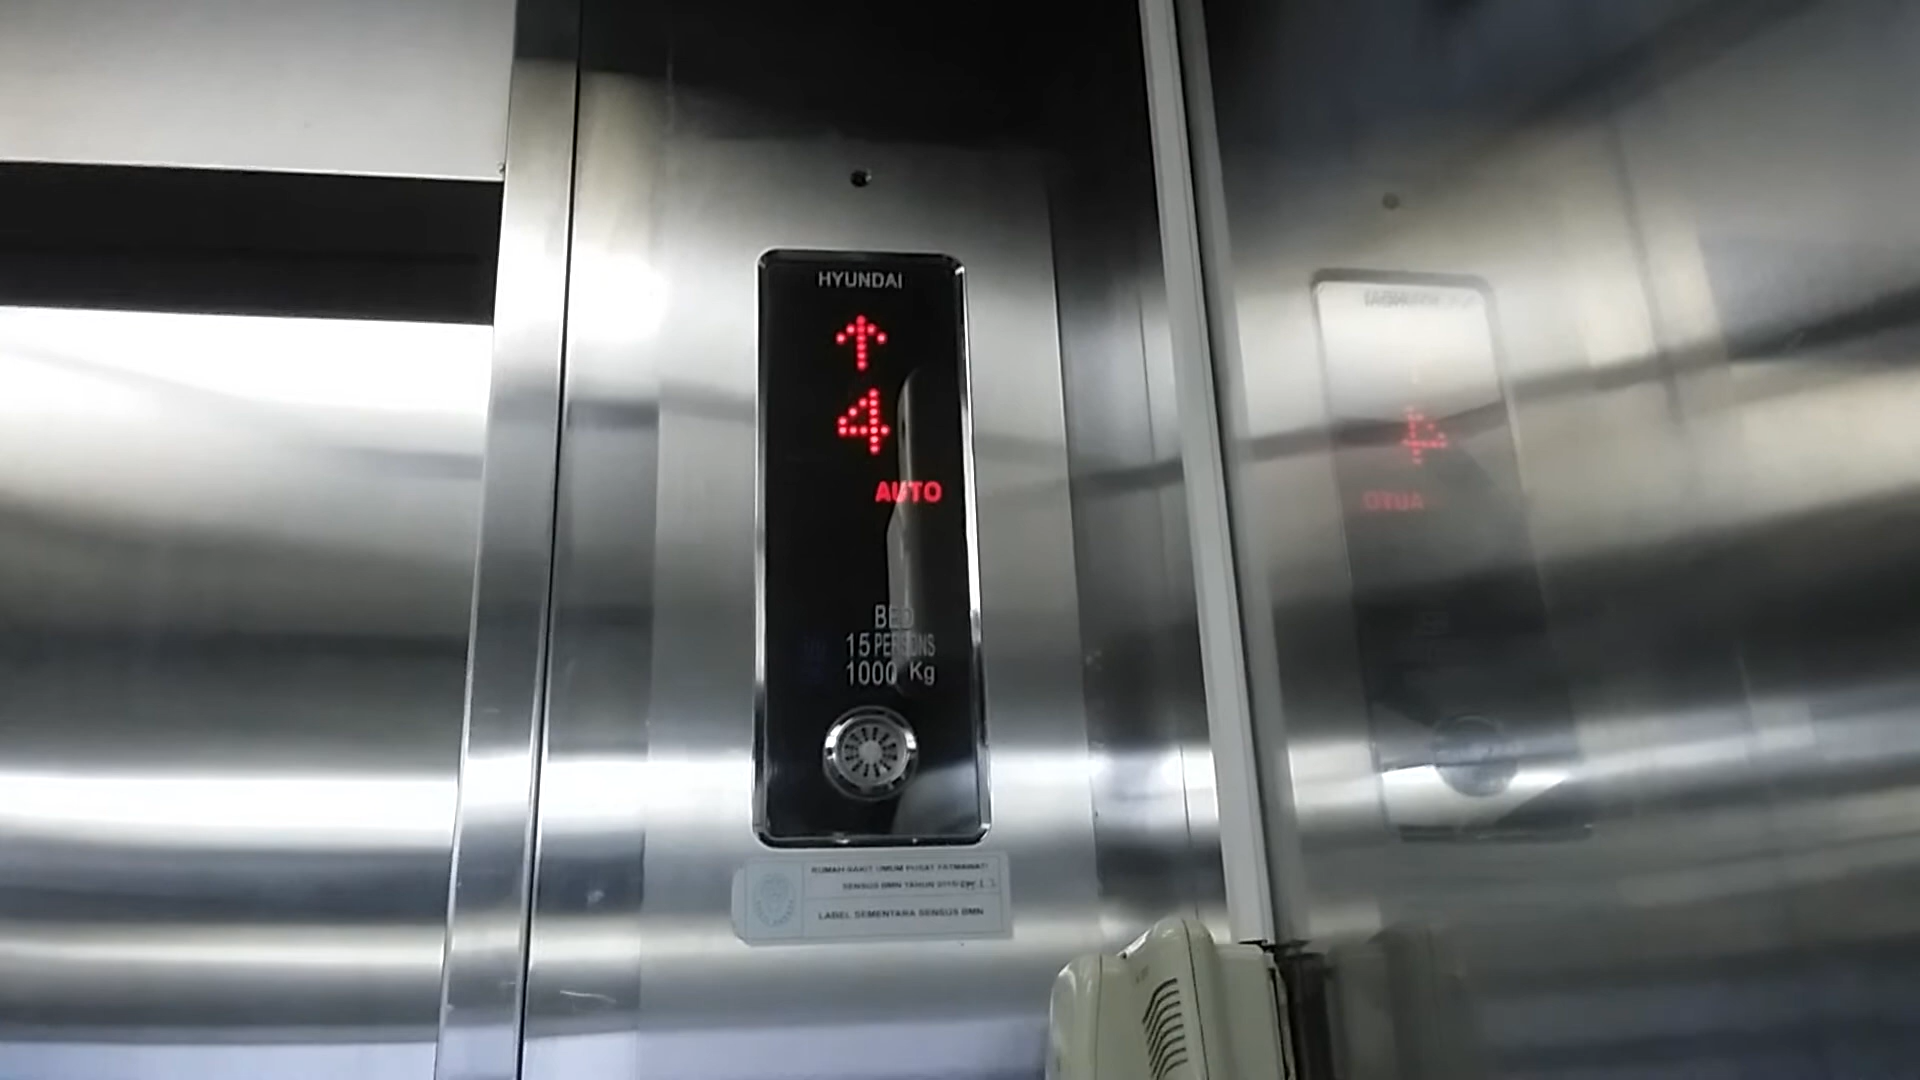 HYUNDAI
↑
4
AUTO
BED
15 PERSONS
1000 Kg
RUMAH SAKIT UMUM PUSAT FATMAWATI
SENSUS BMN TAHUN
LABEL SEMENTARA SENSUS BMN